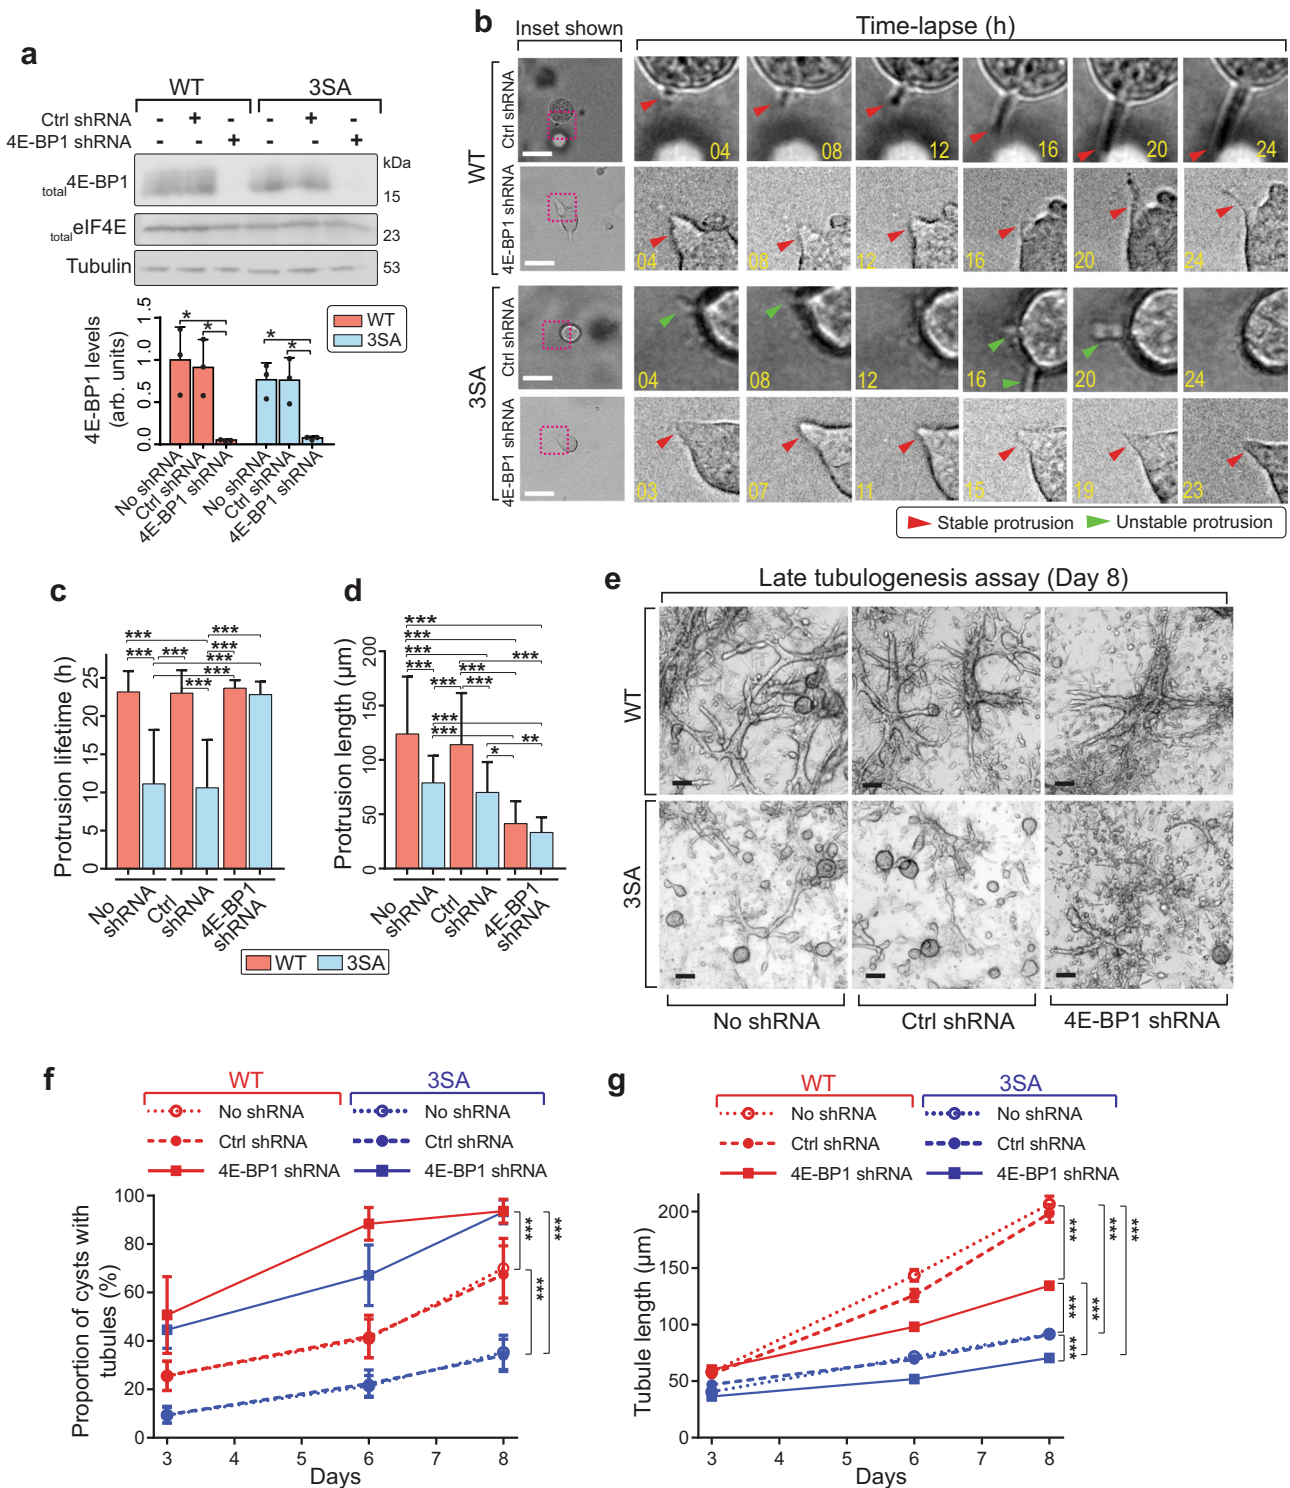 a
WT 3SA
Ctrl shRNA - + - - + -
4E-BP1 shRNA - - + - - +
kDa
total4E-BP1 15
totaleIF4E 23
Tubulin 53
4E-BP1 levels
(arb. units)
1.5
1.0
0.5
0.0
* * * *
WT
3SA
No shRNA
Ctrl shRNA
4E-BP1 shRNA
No shRNA
Ctrl shRNA
4E-BP1 shRNA
b
Inset shown Time-lapse (h)
WT
Ctrl shRNA
04 08 12 16 20 24
4E-BP1 shRNA
04 08 12 16 20 24
3SA
Ctrl shRNA
04 08 12 16 20 24
4E-BP1 shRNA
03 07 11 15 19 23
Stable protrusion Unstable protrusion
c
Protrusion lifetime (h)
25
20
15
10
5
0
*** *** *** *** *** *** *** ***
No shRNA
Ctrl shRNA
4E-BP1 shRNA
d
Protrusion length (µm)
200
150
100
50
0
*** *** *** *** *** *** *** *** *** *** ** *
No shRNA
Ctrl shRNA
4E-BP1 shRNA
WT 3SA
e
Late tubulogenesis assay (Day 8)
WT
3SA
No shRNA Ctrl shRNA 4E-BP1 shRNA
f
WT 3SA
No shRNA No shRNA
Ctrl shRNA Ctrl shRNA
4E-BP1 shRNA 4E-BP1 shRNA
Proportion of cysts with
tubules (%)
100
80
60
40
20
0
3 4 5 6 7 8
Days
*** *** ***
g
WT 3SA
No shRNA No shRNA
Ctrl shRNA Ctrl shRNA
4E-BP1 shRNA 4E-BP1 shRNA
Tubule length (µm)
200
150
100
50
0
3 4 5 6 7 8
Days
*** *** *** *** *** ***